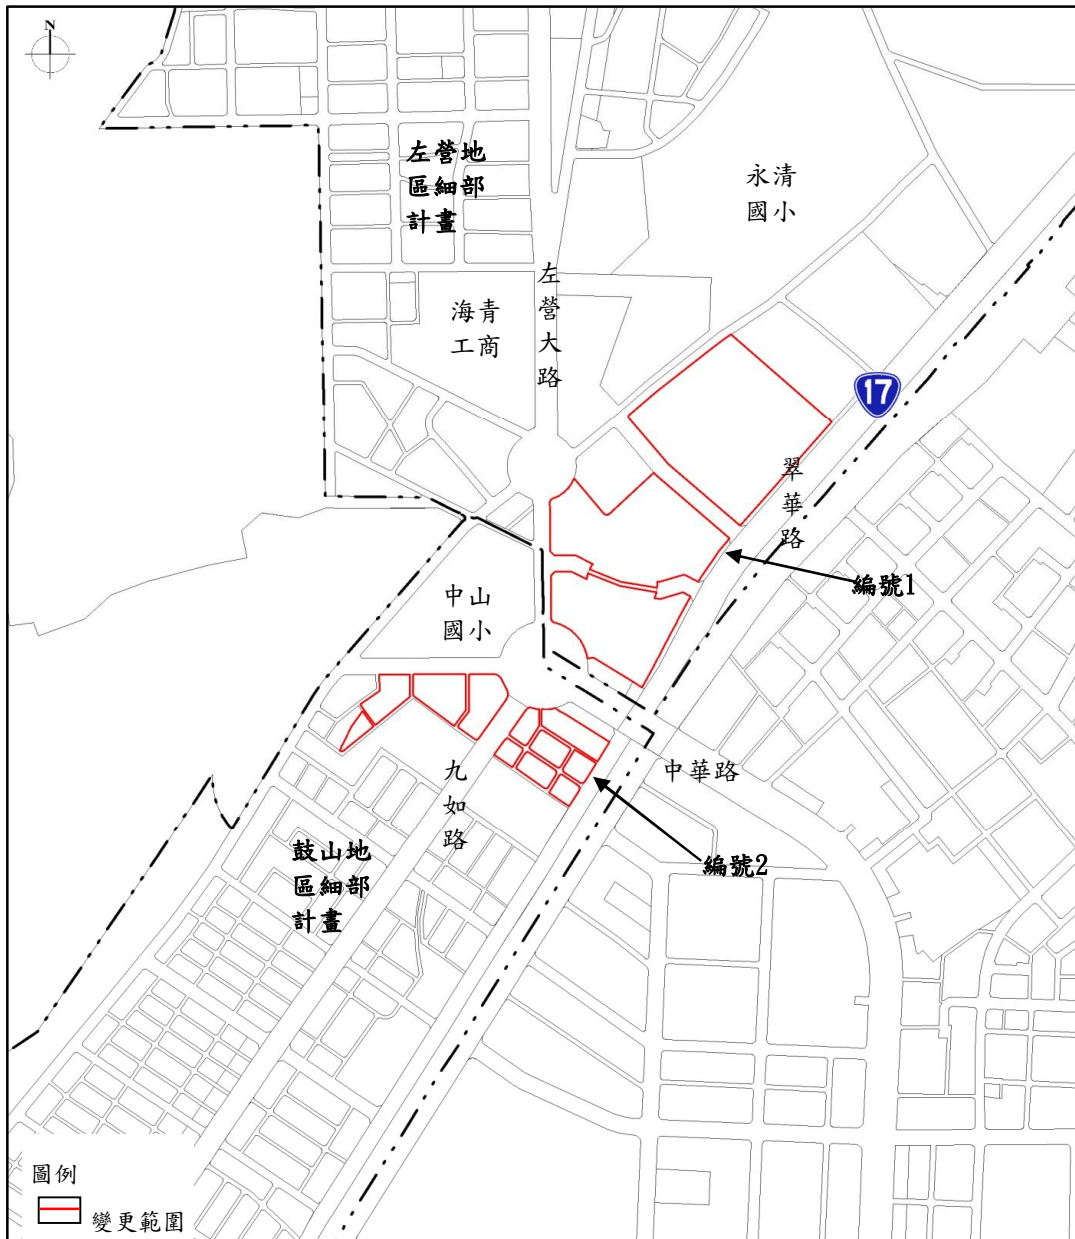 N
左營地
區細部
計畫
永清
國小
左
營
大
路
海青
工商
17
翠
華
路
編號1
中山
國小
中華路
九
如
路
編號2
鼓山地
區細部
計畫
圖例
變更範圍